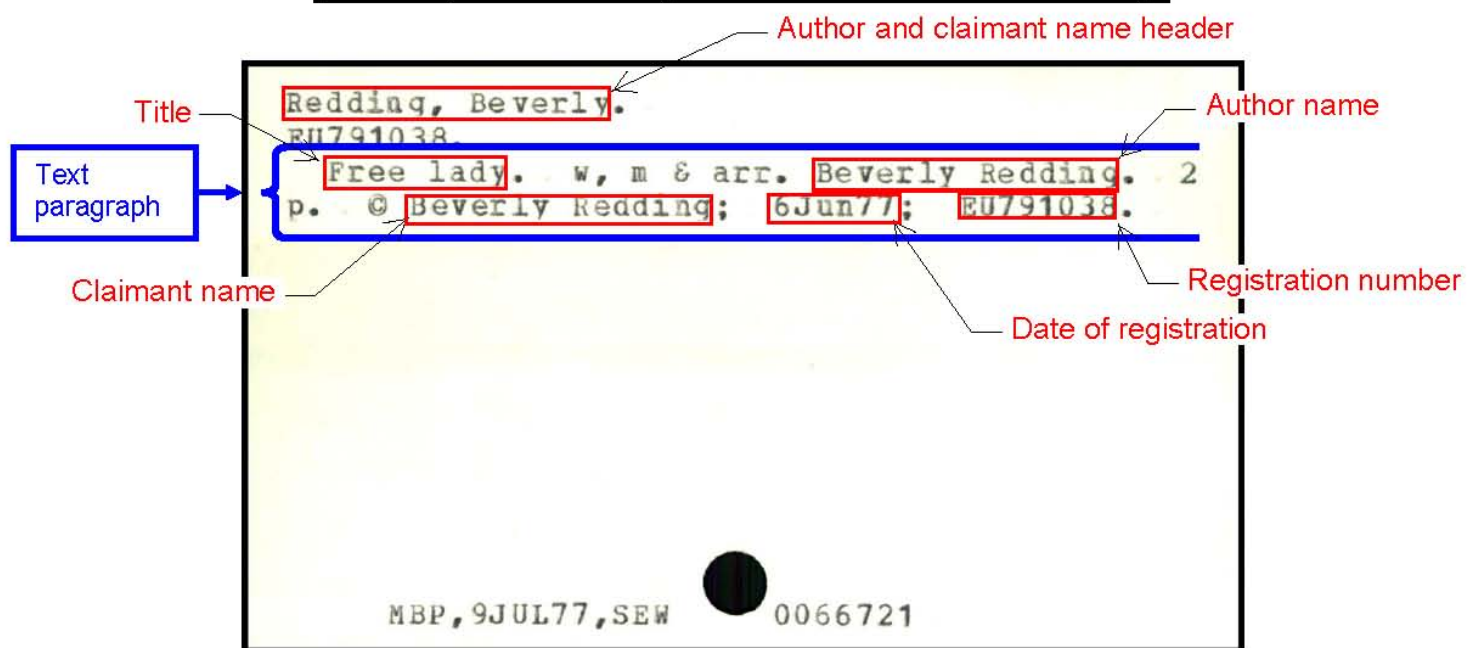 Author and claimant name header
Redding, Beverly.
Title
Author name
EU791038.
Text
paragraph
Free lady. w, m & arr. Beverly Redding. 2
p. © Beverly Redding; 6Jun77; EU791038.
Claimant name
Registration number
Date of registration
MBP,9JUL77,SEW 0066721